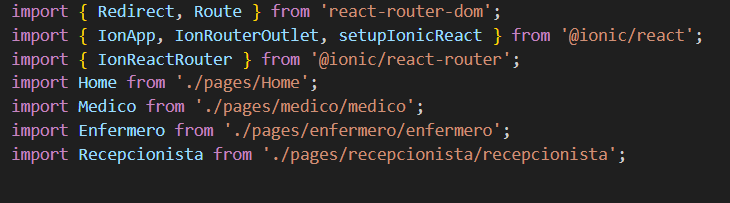 import { Redirect, Route } from 'react-router-dom';
import { IonApp, IonRouterOutlet, setupIonicReact } from '@ionic/react';
import { IonReactRouter } from '@ionic/react-router';
import Home from './pages/Home';
import Medico from './pages/medico/medico';
import Enfermero from './pages/enfermero/enfermero';
import Recepcionista from './pages/recepcionista/recepcionista';